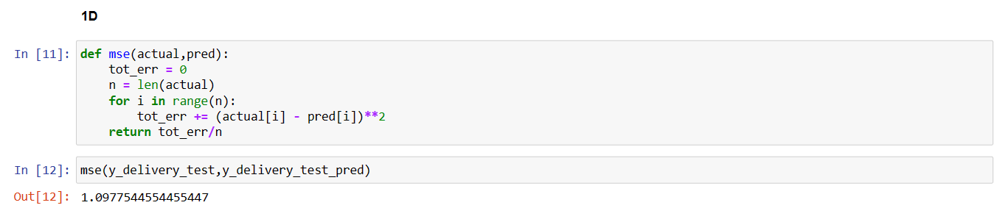 1D
In [11]: def mse(actual,pred):
    tot_err = 0
    n = len(actual)
    for i in range(n):
        tot_err += (actual[i] - pred[i])**2
    return tot_err/n
In [12]: mse(y_delivery_test,y_delivery_test_pred)
Out[12]: 1.0977544554455447